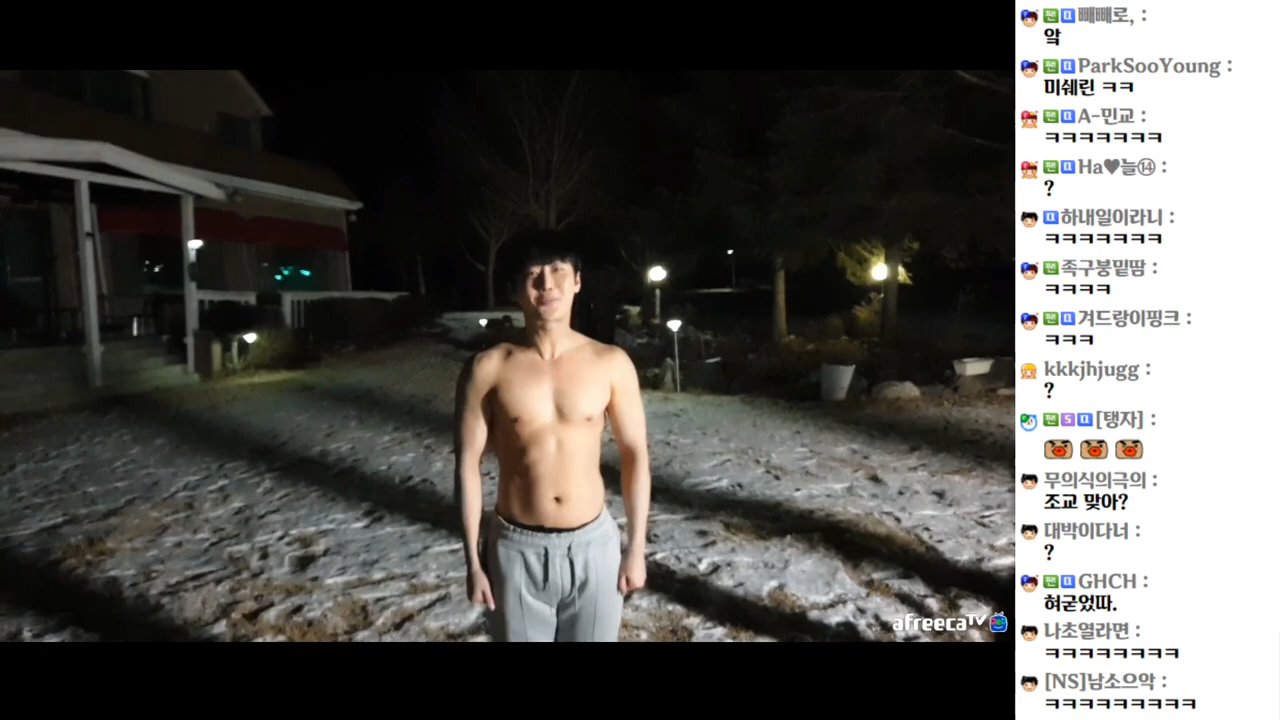 빼빼로, :
앜
ParkSooYoung :
미쉐린 ㅋㅋ
A-민교 :
ㅋㅋㅋㅋㅋㅋㅋ
Ha♥늘⑭ :
?
하내일이라니 :
ㅋㅋㅋㅋㅋㅋㅋ
족구붕밑땀 :
ㅋㅋㅋㅋ
겨드랑이핑크 :
ㅋㅋㅋ
kkkjhjugg :
?
[탱자] :
무의식의극의 :
조교 맞아?
대박이다너 :
?
GHCH :
혀굳었따.
나초열라면 :
ㅋㅋㅋㅋㅋㅋㅋㅋ
[NS]남소으악 :
ㅋㅋㅋㅋㅋㅋㅋㅋㅋ
afreecaTV